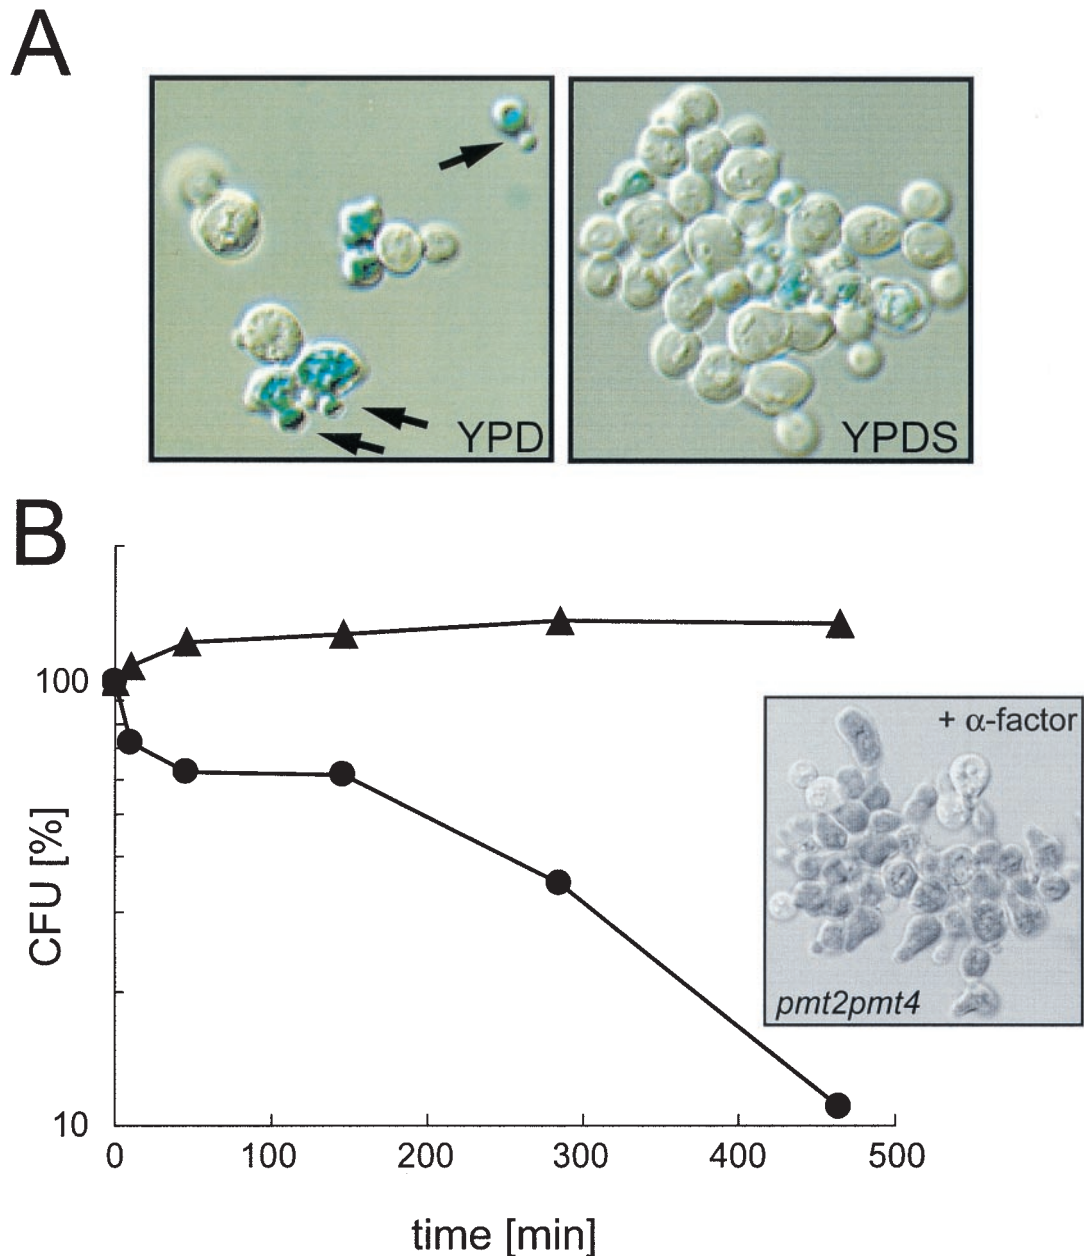 A
YPD
YPDS
B
100
10
CFU [%]
0
100
200
300
400
500
time [min]
+ α-factor
pmt2pmt4